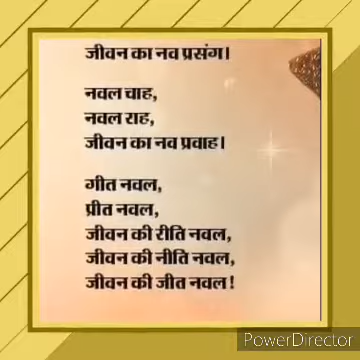 जीवन का नव प्रसंग।
नवल चाह,
नवल राह,
जीवन का नव प्रवाह।
गीत नवल,
प्रीत नवल,
जीवन की रीति नवल,
जीवन की नीति नवल,
जीवन की जीत नवल!
PowerDirector